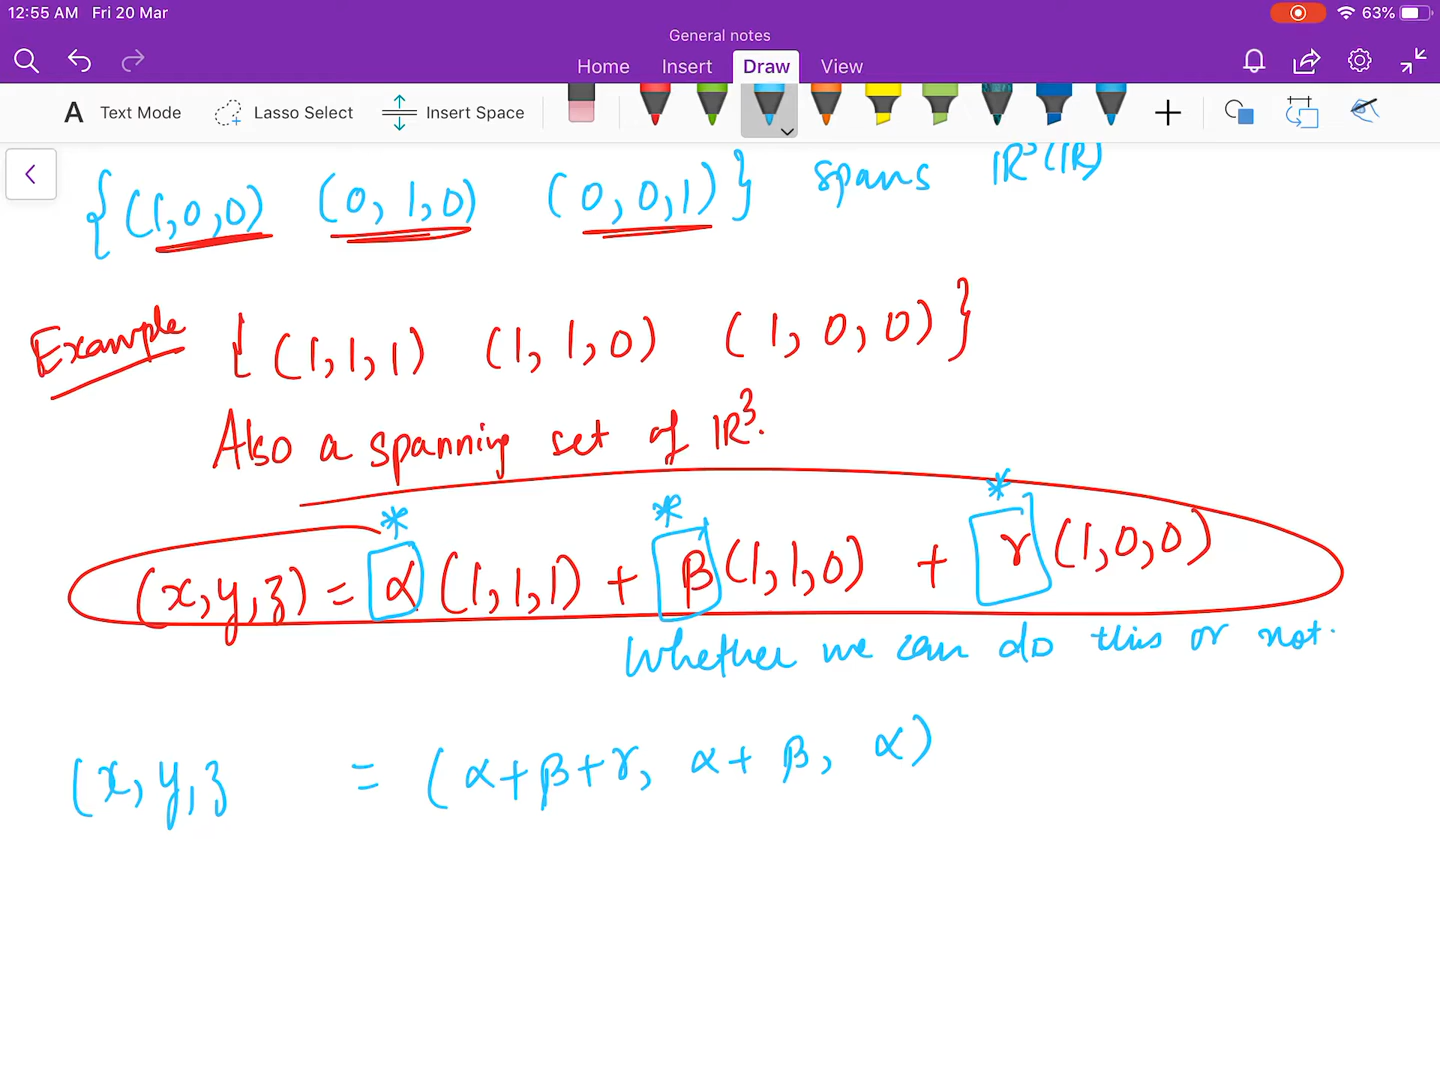 12:55 AM Fri 20 Mar 63%
General notes
Home Insert Draw View
A Text Mode Lasso Select Insert Space
{(1,0,0) (0,1,0) (0,0,1)} spans ℝ³(ℝ)
Example {(1,1,1) (1,1,0) (1,0,0)}
Also a spanning set of ℝ³.
* * *
(x,y,z) = α(1,1,1) + β(1,1,0) + γ(1,0,0)
Whether we can do this or not.
(x,y,z = (α+β+γ, α+β, α)